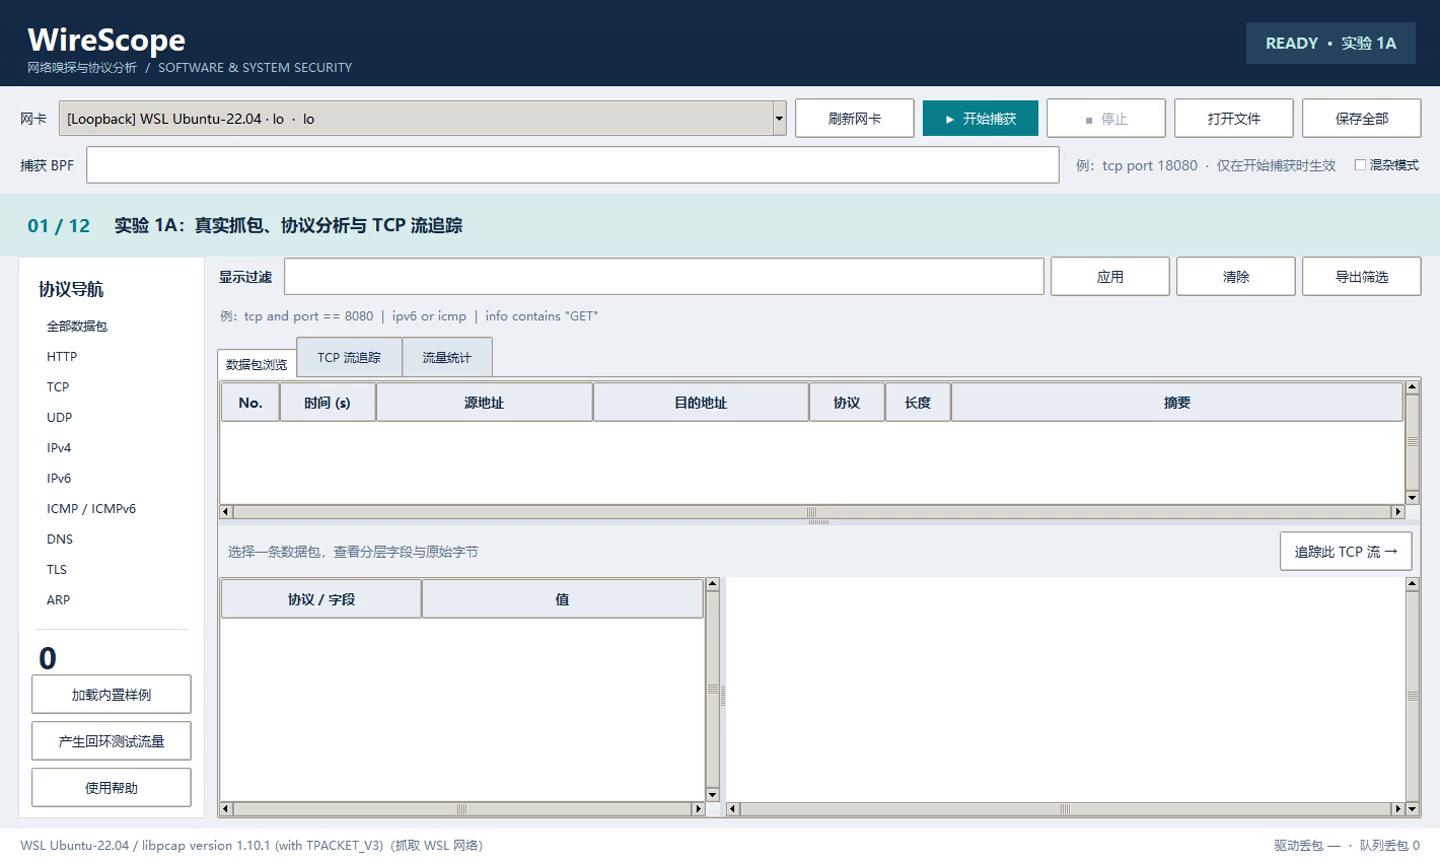 WireScope
网络嗅探与协议分析 / SOFTWARE & SYSTEM SECURITY
READY • 实验 1A
网卡 [Loopback] WSL Ubuntu-22.04 · lo · lo 刷新网卡 ▶ 开始捕获 ■ 停止 打开文件 保存全部
捕获 BPF 例：tcp port 18080 · 仅在开始捕获时生效 混杂模式
01 / 12 实验 1A：真实抓包、协议分析与 TCP 流追踪
协议导航
全部数据包
HTTP
TCP
UDP
IPv4
IPv6
ICMP / ICMPv6
DNS
TLS
ARP
0
加载内置样例
产生回环测试流量
使用帮助
显示过滤 应用 清除 导出筛选
例：tcp and port == 8080 | ipv6 or icmp | info contains "GET"
数据包浏览 TCP 流追踪 流量统计
No. 时间 (s) 源地址 目的地址 协议 长度 摘要
选择一条数据包，查看分层字段与原始字节 追踪此 TCP 流 →
协议 / 字段 值
WSL Ubuntu-22.04 / libpcap version 1.10.1 (with TPACKET_V3)（抓取 WSL 网络） 驱动丢包 — · 队列丢包 0